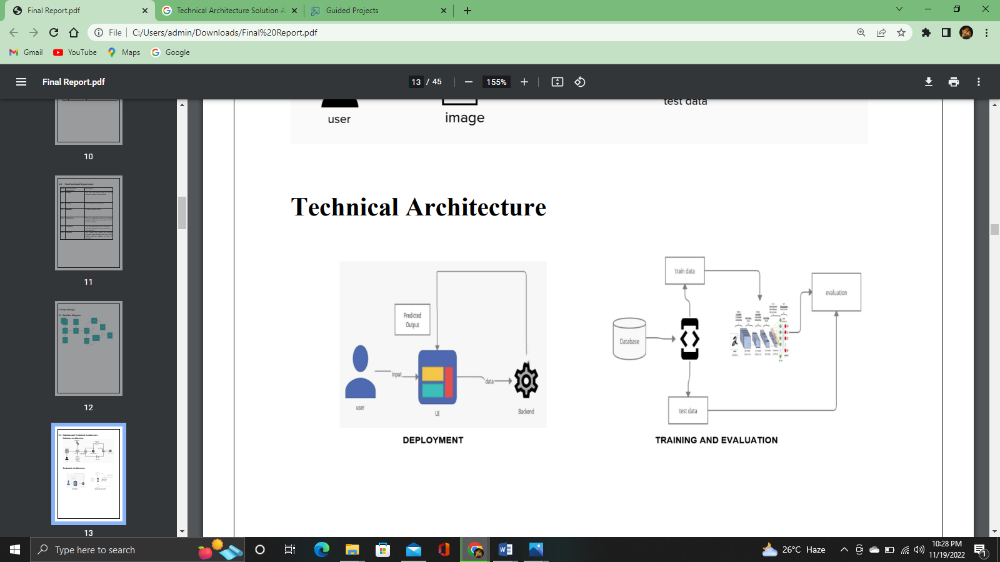 Final Report.pdf
Technical Architecture Solution A
Guided Projects
File
C:/Users/admin/Downloads/Final%20Report.pdf
Gmail
YouTube
Maps
Google
Final Report.pdf
13 / 45
155%
10
11
12
13
test data
user
image
Technical Architecture
Predicted
Output
input
data
user
UI
Backend
DEPLOYMENT
train data
evaluation
Database
test data
TRAINING AND EVALUATION
Type here to search
26°C Haze
10:28 PM
11/19/2022
1